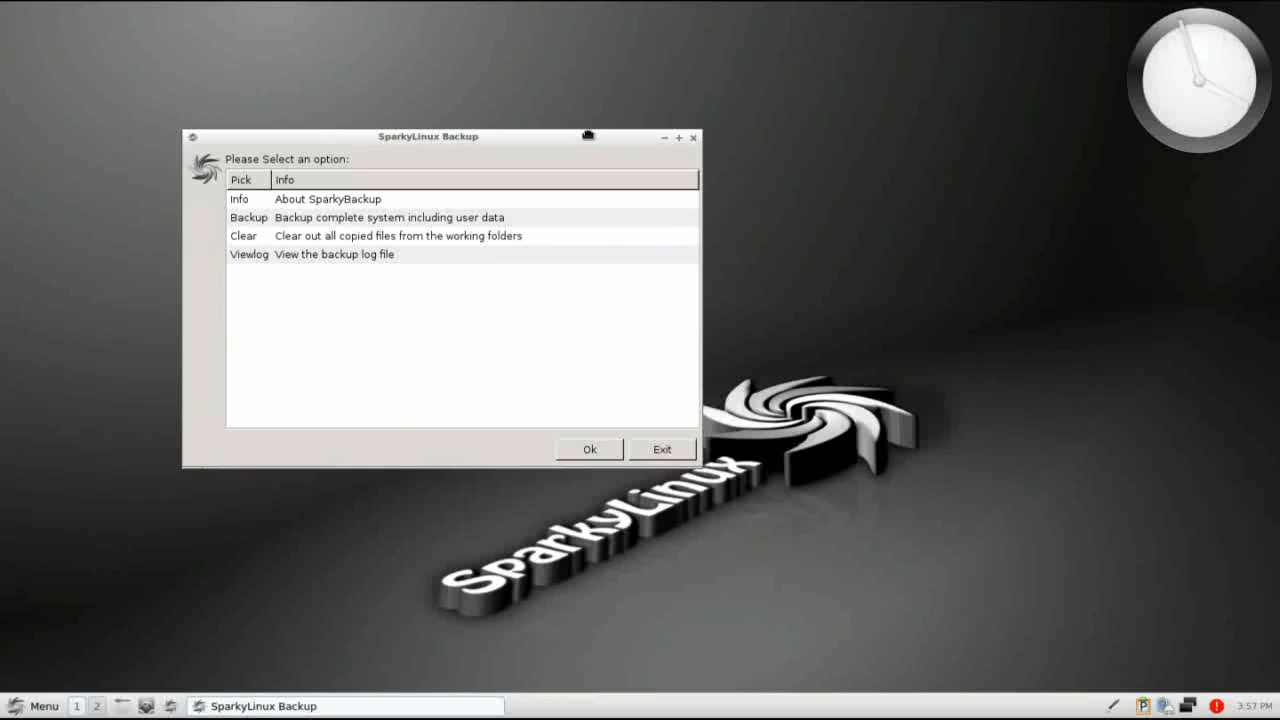 SparkyLinux Backup
Please Select an option:
Pick Info
Info About SparkyBackup
Backup Backup complete system including user data
Clear Clear out all copied files from the working folders
Viewlog View the backup log file
Ok Exit
SparkyLinux
Menu 1 2 SparkyLinux Backup P 3:57 PM